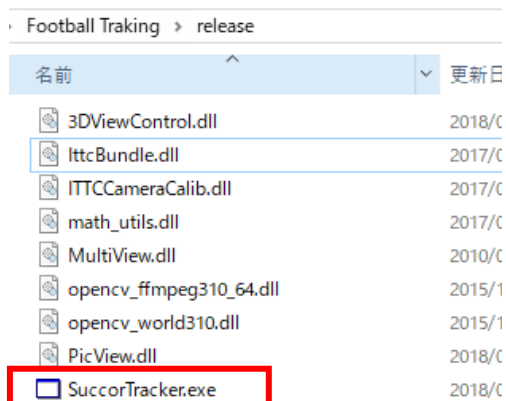 Football Traking > release
名前 更新日
3DViewControl.dll 2018/0
IttcBundle.dll 2017/0
ITTCCameraCalib.dll 2017/0
math_utils.dll 2017/0
MultiView.dll 2010/0
opencv_ffmpeg310_64.dll 2015/1
opencv_world310.dll 2015/1
PicView.dll 2018/0
SuccorTracker.exe 2018/0